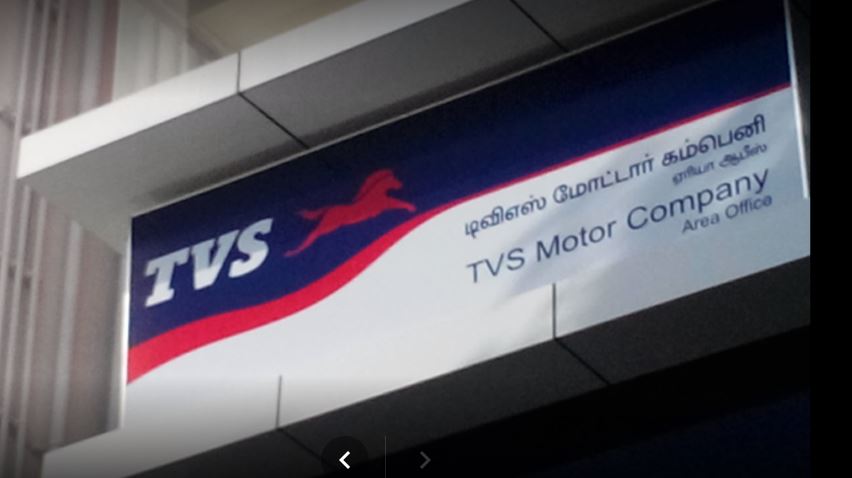 TVS
டிவிஎஸ் மோட்டார் கம்பெனி
ஏரியா ஆபீஸ்
TVS Motor Company
Area Office